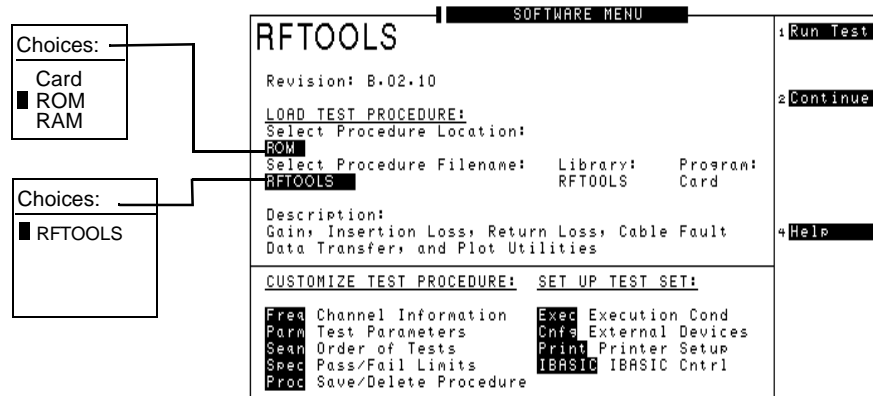 SOFTWARE MENU
Choices:
Card
ROM
RAM
Choices:
RFTOOLS
RFTOOLS
Revision: B.02.10
LOAD TEST PROCEDURE:
Select Procedure Location:
ROM
Select Procedure Filename: Library: Program:
RFTOOLS RFTOOLS Card
Description:
Gain, Insertion Loss, Return Loss, Cable Fault
Data Transfer, and Plot Utilities
CUSTOMIZE TEST PROCEDURE: SET UP TEST SET:
Freq Channel Information Exec Execution Cond
Parm Test Parameters Cnfg External Devices
Seqn Order of Tests Print Printer Setup
Spec Pass/Fail Limits IBASIC IBASIC Cntrl
Proc Save/Delete Procedure
1 Run Test
2 Continue
4 Help